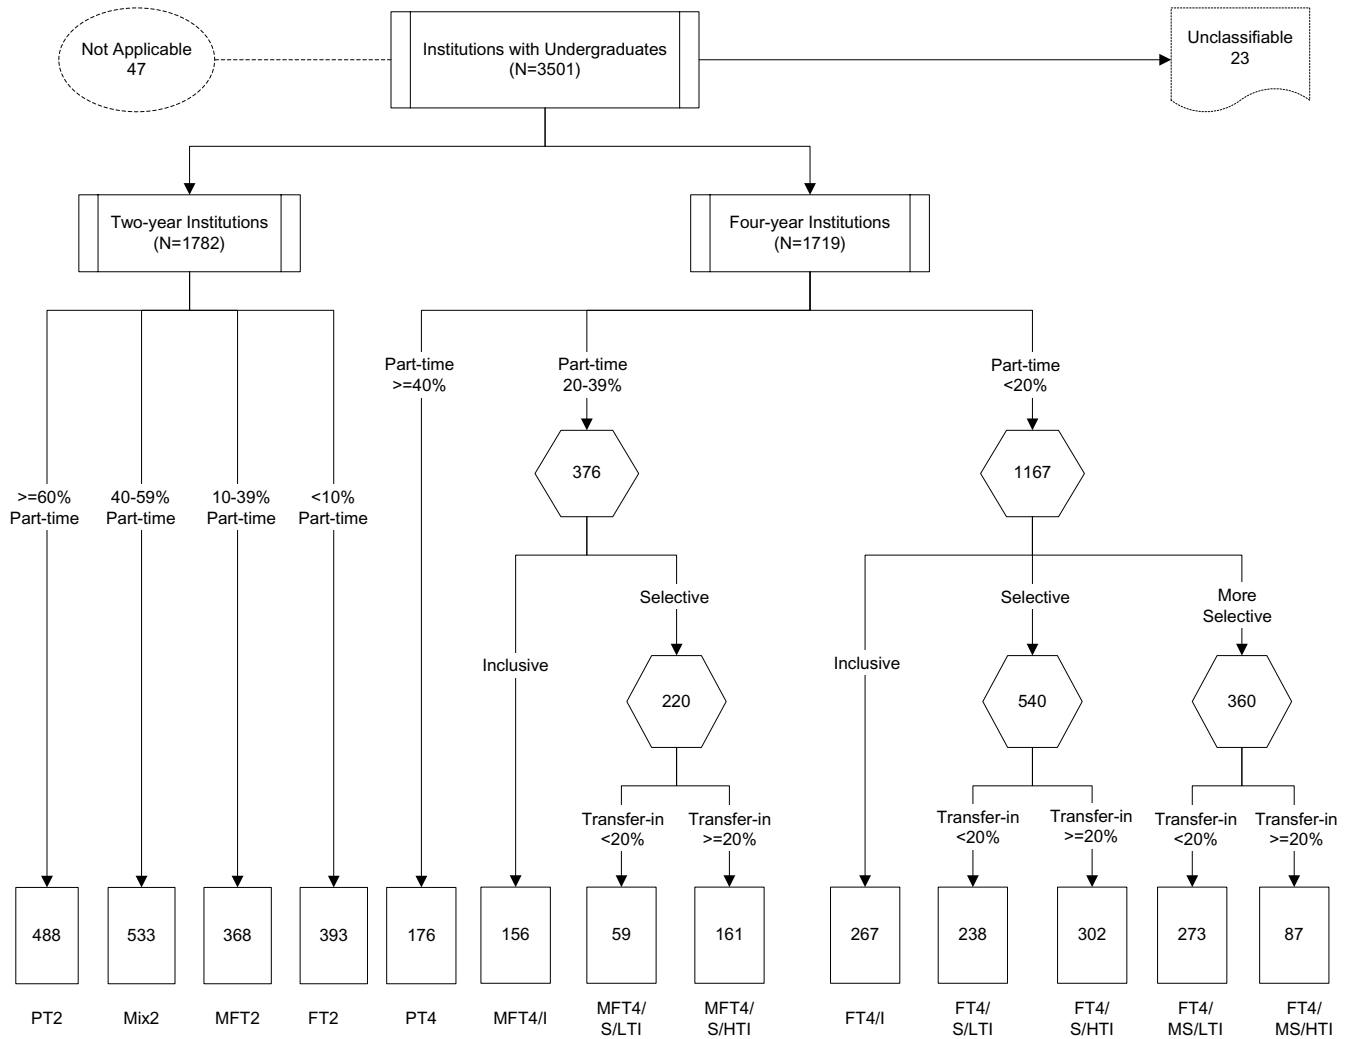 Not Applicable
47
Institutions with Undergraduates
(N=3501)
Unclassifiable
23
Two-year Institutions
(N=1782)
Four-year Institutions
(N=1719)
Part-time
>=40%
Part-time
20-39%
Part-time
<20%
376
1167
>=60%
Part-time
40-59%
Part-time
10-39%
Part-time
<10%
Part-time
Selective
Selective
More
Selective
Inclusive
Inclusive
220
540
360
Transfer-in
<20%
Transfer-in
>=20%
Transfer-in
<20%
Transfer-in
>=20%
Transfer-in
<20%
Transfer-in
>=20%
488
533
368
393
176
156
59
161
267
238
302
273
87
PT2
Mix2
MFT2
FT2
PT4
MFT4/I
MFT4/
S/LTI
MFT4/
S/HTI
FT4/I
FT4/
S/LTI
FT4/
S/HTI
FT4/
MS/LTI
FT4/
MS/HTI